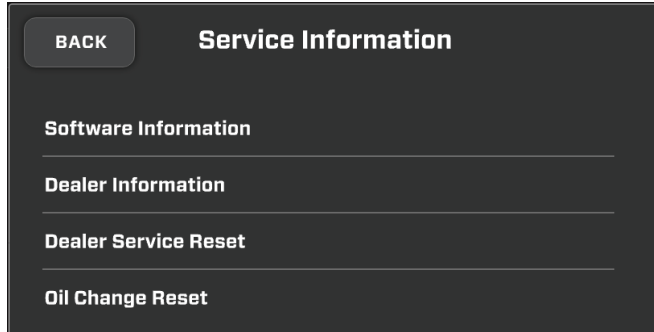 BACK
Service Information
Software Information
Dealer Information
Dealer Service Reset
Oil Change Reset